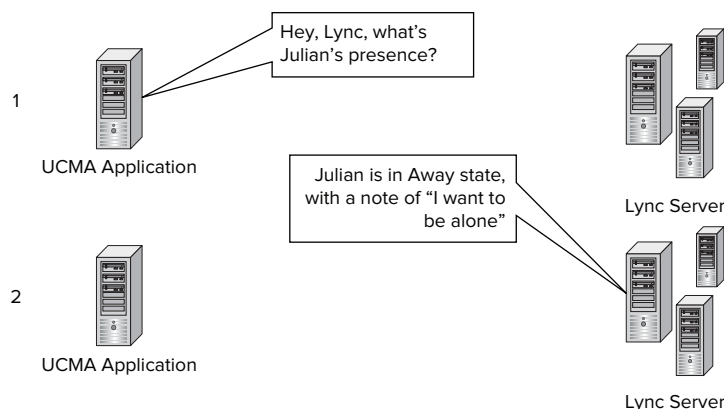 Hey, Lync, what’s
Julian’s presence?
1
UCMA Application
Julian is in Away state,
with a note of “I want to
be alone”
Lync Server
2
UCMA Application
Lync Server